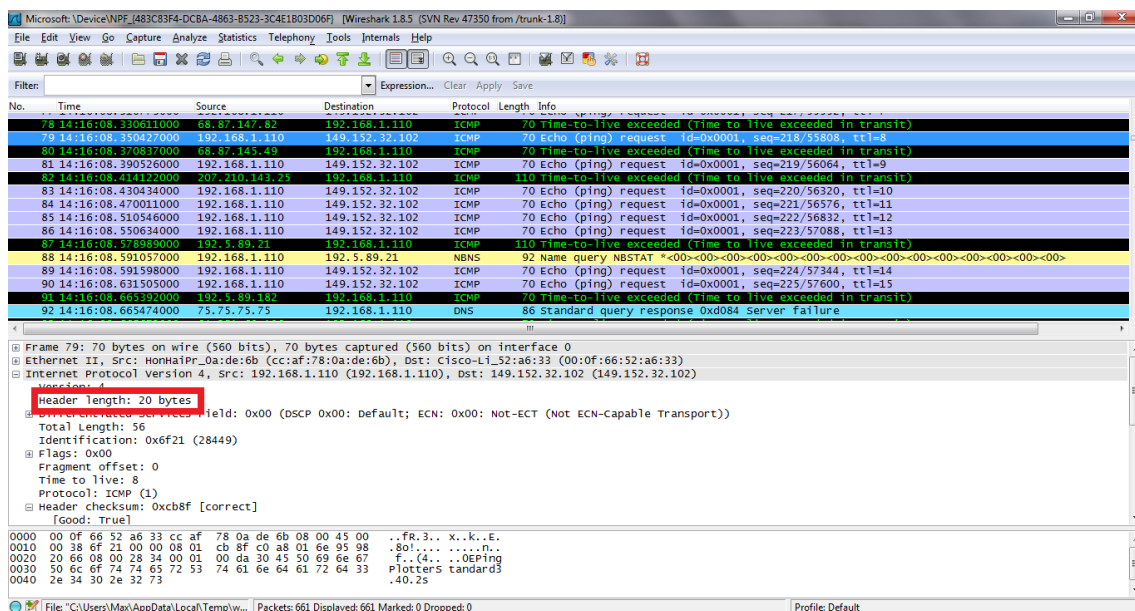 Microsoft: \Device\NPF_{483C83F4-DCBA-4863-B523-3C4E1B03D06F} [Wireshark 1.8.5 (SVN Rev 47350 from /trunk-1.8)]
File Edit View Go Capture Analyze Statistics Telephony Tools Internals Help
Filter: Expression... Clear Apply Save
No. Time Source Destination Protocol Length Info
78 14:16:08.330611000 68.87.147.82 192.168.1.110 ICMP 70 Time-to-live exceeded (Time to live exceeded in transit)
79 14:16:08.350427000 192.168.1.110 149.152.32.102 ICMP 70 Echo (ping) request id=0x0001, seq=218/55808, ttl=8
80 14:16:08.370837000 68.87.145.49 192.168.1.110 ICMP 70 Time-to-live exceeded (Time to live exceeded in transit)
81 14:16:08.390526000 192.168.1.110 149.152.32.102 ICMP 70 Echo (ping) request id=0x0001, seq=219/56064, ttl=9
82 14:16:08.414122000 207.210.143.25 192.168.1.110 ICMP 110 Time-to-live exceeded (Time to live exceeded in transit)
83 14:16:08.430434000 192.168.1.110 149.152.32.102 ICMP 70 Echo (ping) request id=0x0001, seq=220/56320, ttl=10
84 14:16:08.470011000 192.168.1.110 149.152.32.102 ICMP 70 Echo (ping) request id=0x0001, seq=221/56576, ttl=11
85 14:16:08.510546000 192.168.1.110 149.152.32.102 ICMP 70 Echo (ping) request id=0x0001, seq=222/56832, ttl=12
86 14:16:08.550634000 192.168.1.110 149.152.32.102 ICMP 70 Echo (ping) request id=0x0001, seq=223/57088, ttl=13
87 14:16:08.578989000 192.5.89.21 192.168.1.110 ICMP 110 Time-to-live exceeded (Time to live exceeded in transit)
88 14:16:08.591057000 192.168.1.110 192.5.89.21 NBNS 92 Name query NBSTAT *<00><00><00><00><00><00><00><00><00><00><00><00><00><00><00>
89 14:16:08.591598000 192.168.1.110 149.152.32.102 ICMP 70 Echo (ping) request id=0x0001, seq=224/57344, ttl=14
90 14:16:08.631505000 192.168.1.110 149.152.32.102 ICMP 70 Echo (ping) request id=0x0001, seq=225/57600, ttl=15
91 14:16:08.665392000 192.5.89.182 192.168.1.110 ICMP 70 Time-to-live exceeded (Time to live exceeded in transit)
92 14:16:08.665474000 75.75.75.75 192.168.1.110 DNS 86 Standard query response 0xd084 Server failure
Frame 79: 70 bytes on wire (560 bits), 70 bytes captured (560 bits) on interface 0
Ethernet II, Src: HonHaiPr_0a:de:6b (cc:af:78:0a:de:6b), Dst: Cisco-Li_52:a6:33 (00:0f:66:52:a6:33)
Internet Protocol Version 4, Src: 192.168.1.110 (192.168.1.110), Dst: 149.152.32.102 (149.152.32.102)
Version: 4
Header length: 20 bytes
Differentiated Services Field: 0x00 (DSCP 0x00: Default; ECN: 0x00: Not-ECT (Not ECN-Capable Transport))
Total Length: 56
Identification: 0x6f21 (28449)
Flags: 0x00
Fragment offset: 0
Time to live: 8
Protocol: ICMP (1)
Header checksum: 0xcb8f [correct]
[Good: True]
0000 00 0f 66 52 a6 33 cc af 78 0a de 6b 08 00 45 00 ..fR.3.. x..k..E.
0010 00 38 6f 21 00 00 08 01 cb 8f c0 a8 01 6e 95 98 .8o!.... .....n..
0020 20 66 08 00 28 34 00 01 00 da 30 45 50 69 6e 67 f..(4.. ..0EPing
0030 50 6c 6f 74 74 65 72 53 74 61 6e 64 61 72 64 33 PlotterS tandard3
0040 2e 34 30 2e 32 73 .40.2s
File: "C:\Users\Max\AppData\Local\Temp\w... Packets: 661 Displayed: 661 Marked: 0 Dropped: 0 Profile: Default